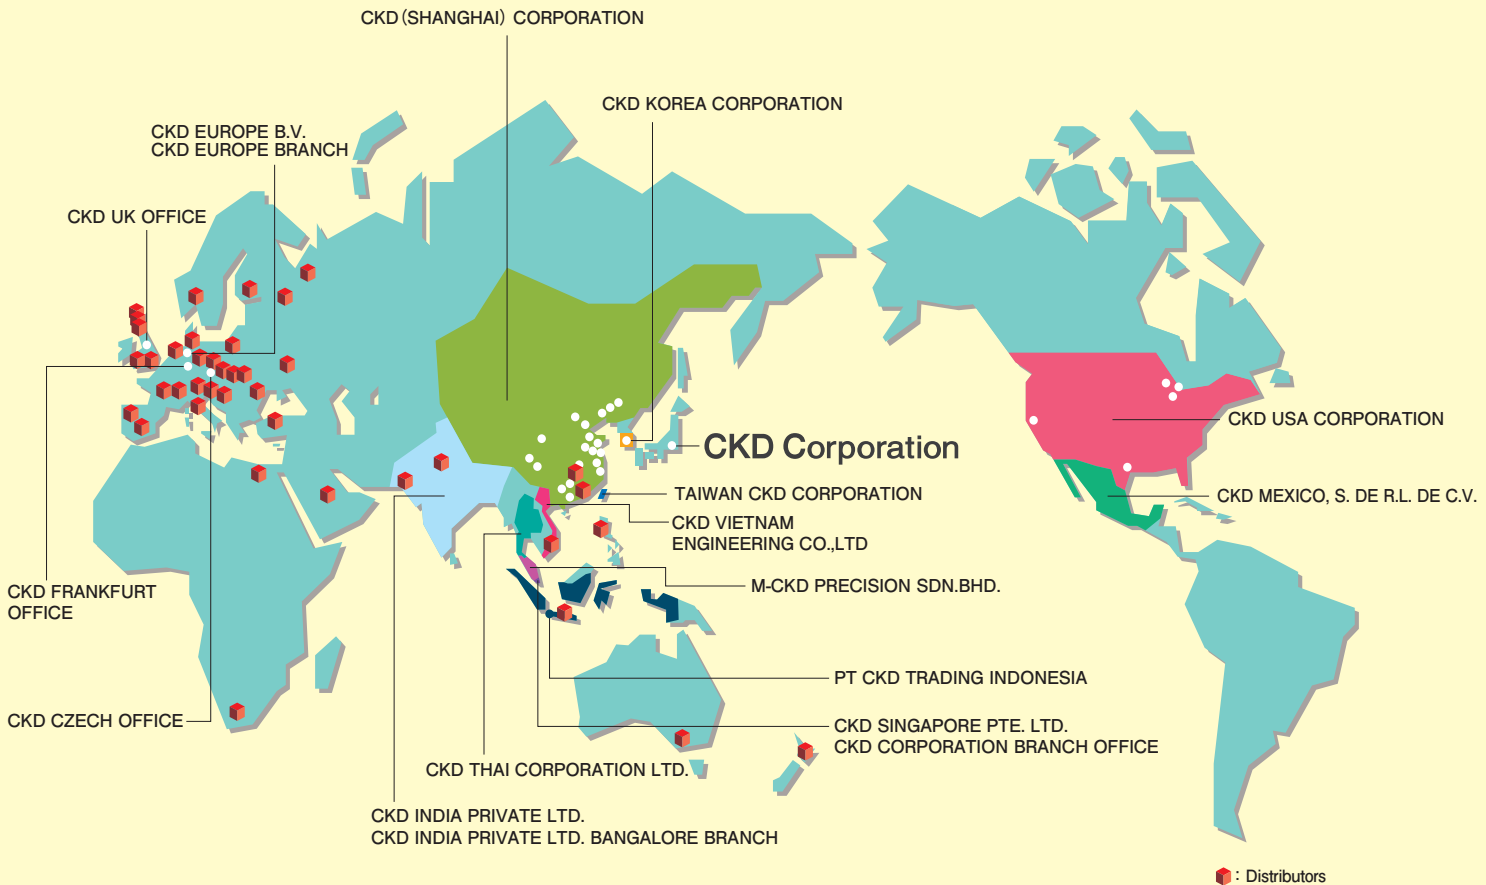 CKD(SHANGHAI) CORPORATION
CKD KOREA CORPORATION
CKD EUROPE B.V.
CKD EUROPE BRANCH
CKD UK OFFICE
CKD USA CORPORATION
CKD Corporation
TAIWAN CKD CORPORATION
CKD MEXICO, S. DE R.L. DE C.V.
CKD VIETNAM
ENGINEERING CO.,LTD
M-CKD PRECISION SDN.BHD.
CKD FRANKFURT
OFFICE
PT CKD TRADING INDONESIA
CKD CZECH OFFICE
CKD SINGAPORE PTE. LTD.
CKD CORPORATION BRANCH OFFICE
CKD THAI CORPORATION LTD.
CKD INDIA PRIVATE LTD.
CKD INDIA PRIVATE LTD. BANGALORE BRANCH
: Distributors